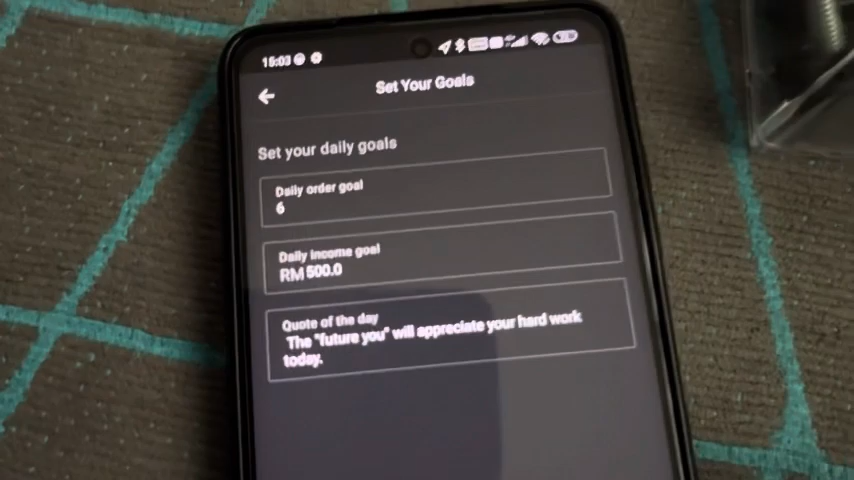 15:03
Set Your Goals
Set your daily goals
Daily order goal
6
Daily income goal
RM 500.0
Quote of the day
The "future you" will appreciate your hard work
today.